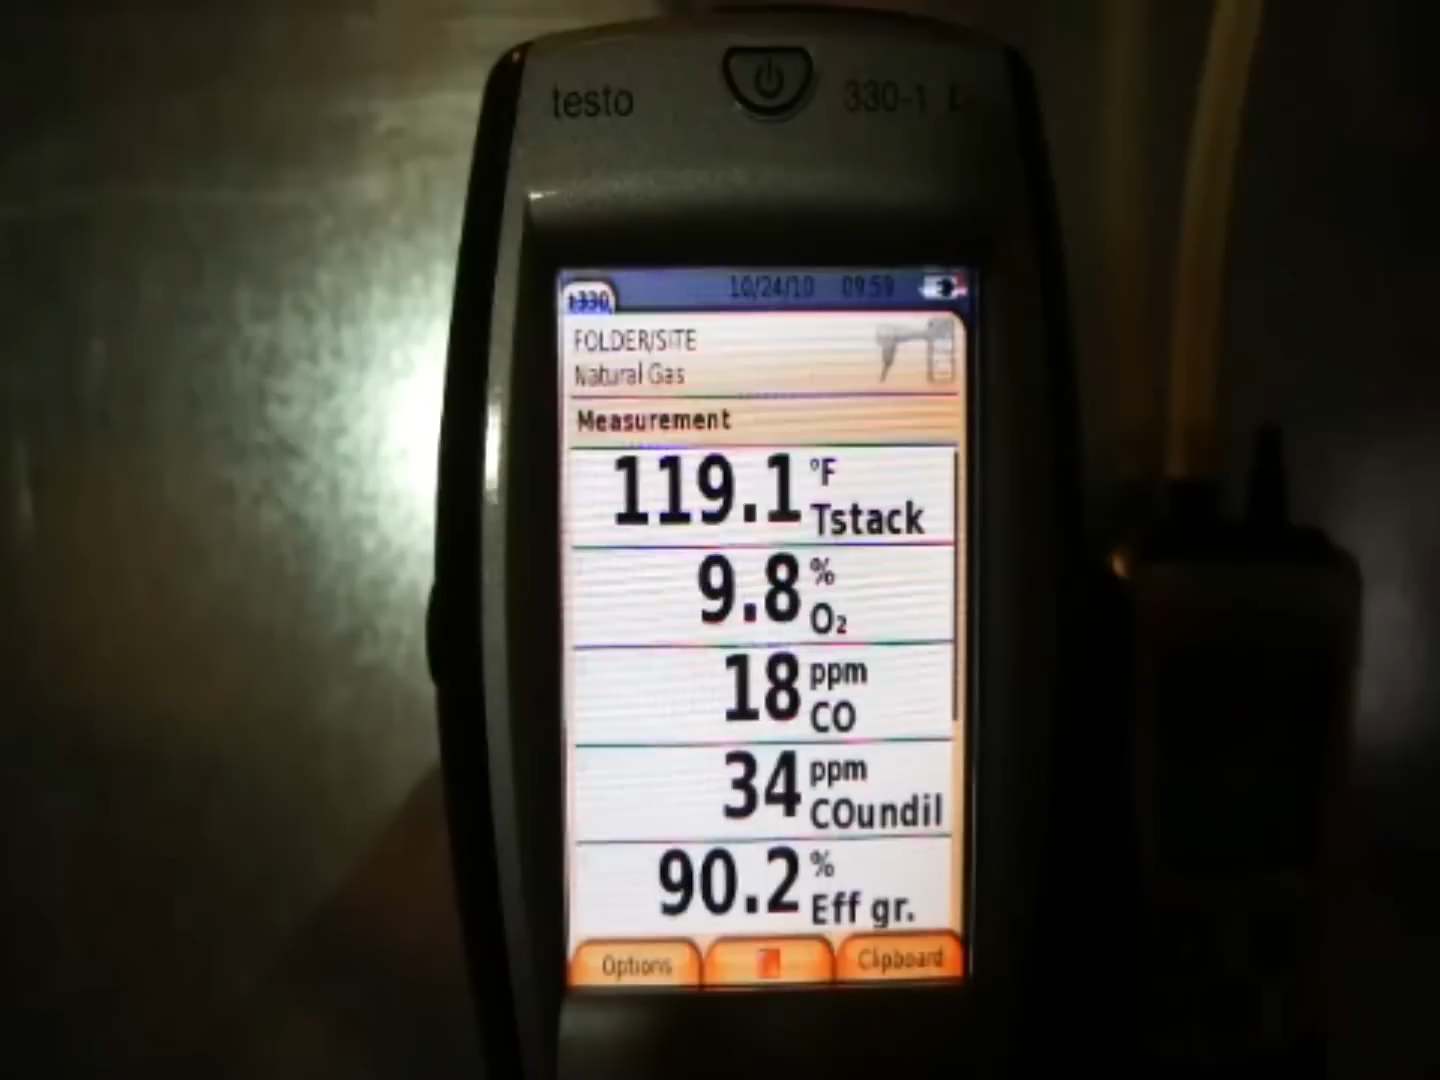 testo 330-1
t330
10/24/10 09:59
FOLDER/SITE
Natural Gas
Measurement
119.1 °F Tstack
9.8 % O₂
18 ppm CO
34 ppm COundil
90.2 % Eff gr.
Options Clipboard